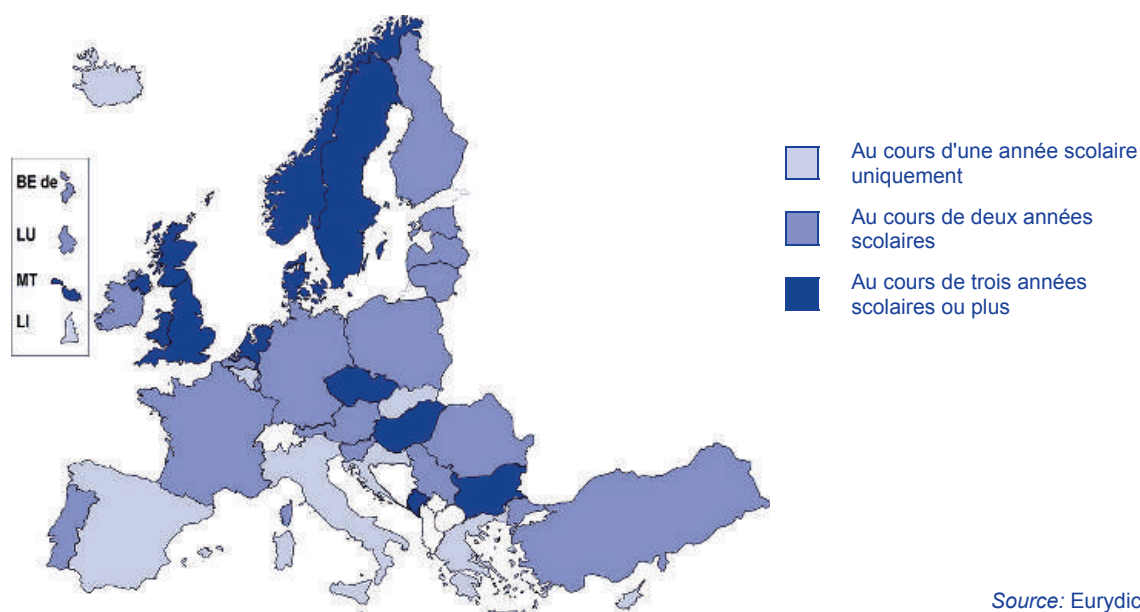 BE de
LU
MT
LI
Au cours d'une année scolaire
uniquement
Au cours de deux années
scolaires
Au cours de trois années
scolaires ou plus
Source: Eurydic